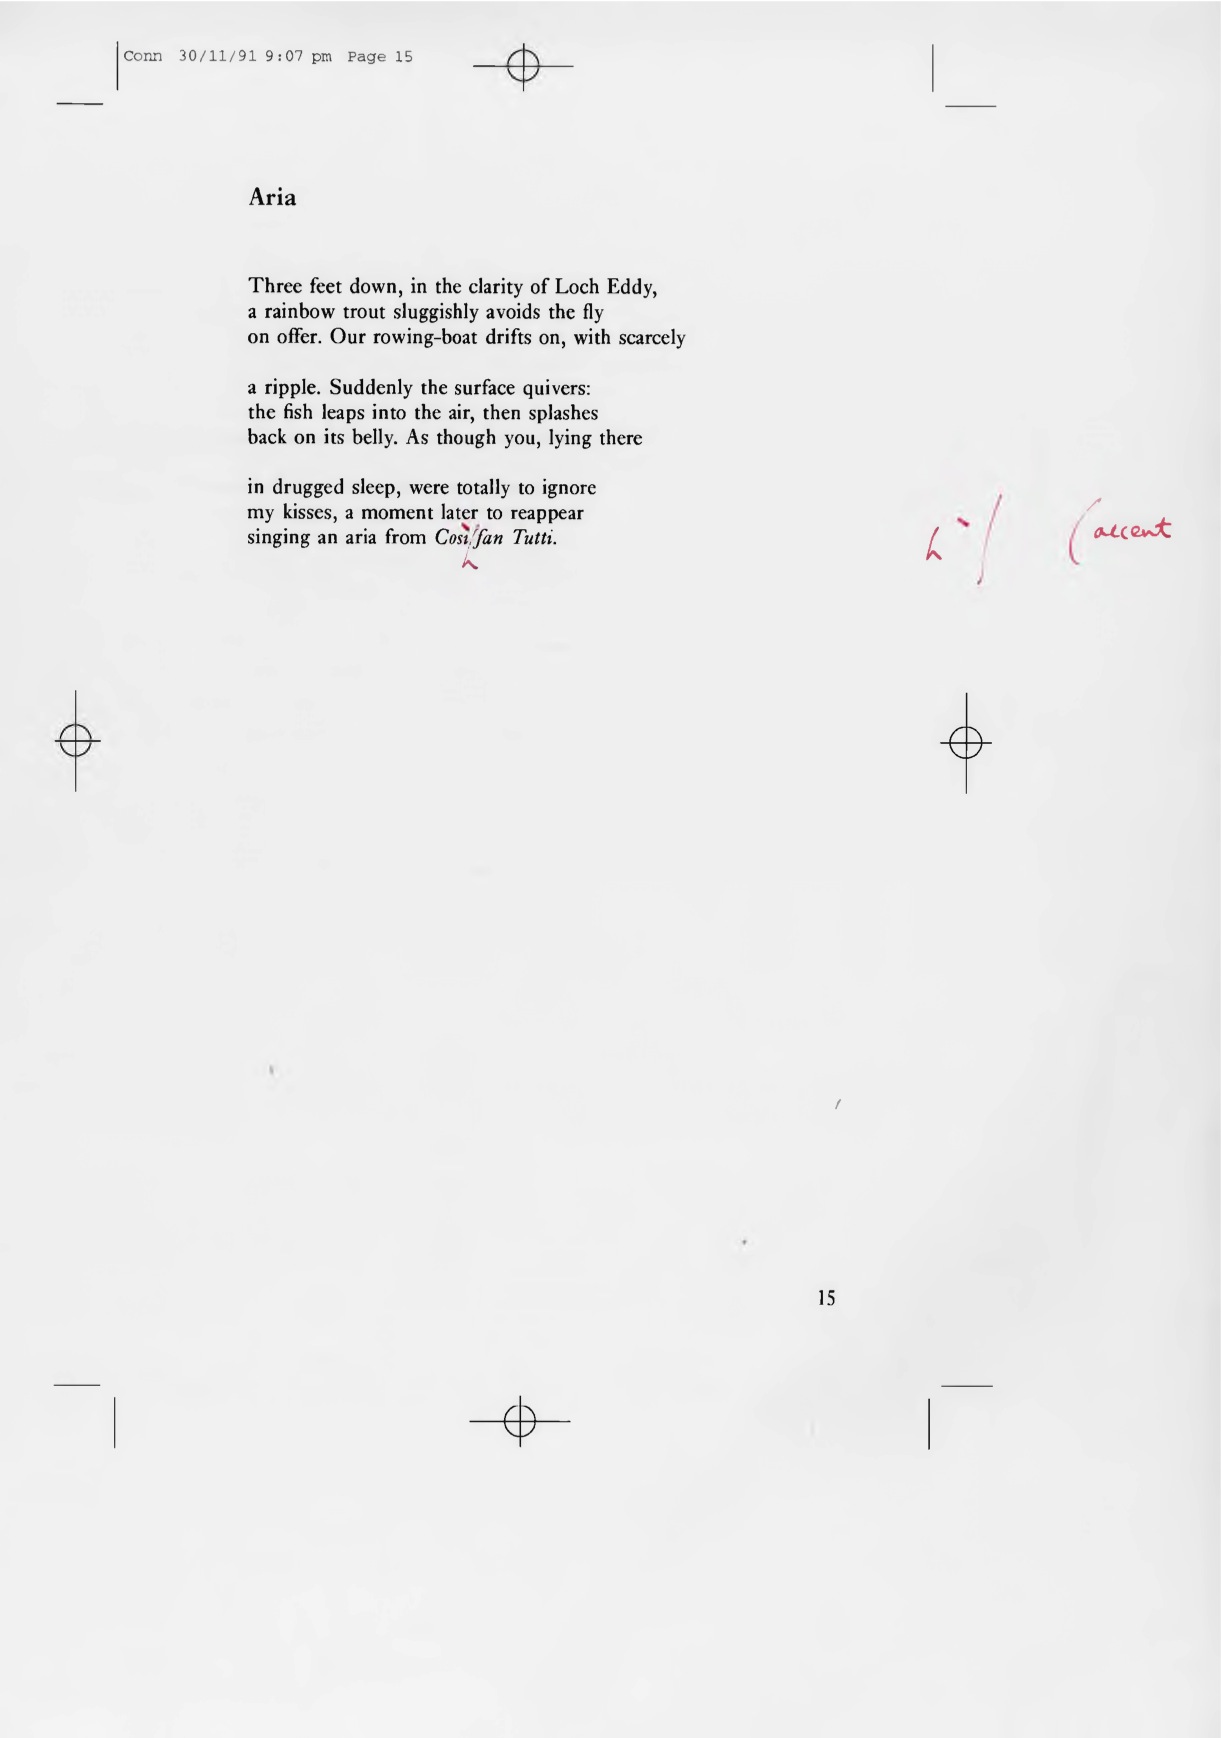 Conn 30/11/91 9:07 pm Page 15
Aria
Three feet down, in the clarity of Loch Eddy,
a rainbow trout sluggishly avoids the fly
on offer. Our rowing-boat drifts on, with scarcely
a ripple. Suddenly the surface quivers:
the fish leaps into the air, then splashes
back on its belly. As though you, lying there
in drugged sleep, were totally to ignore
my kisses, a moment later to reappear
singing an aria from Cosi fan Tutti.
(accent
15